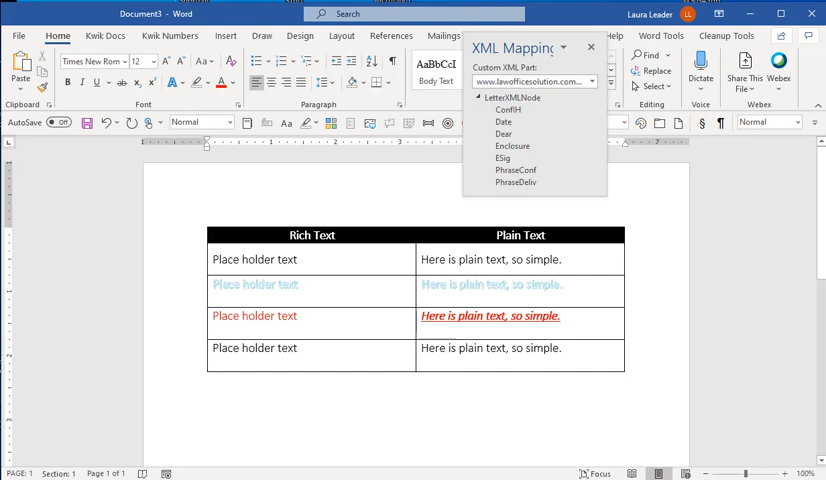 Document3 - Word
Search
Laura Leader
LL
File
Home
Kwik Docs
Kwik Numbers
Insert
Draw
Design
Layout
References
Mailings
Help
Word Tools
CleanDocs
Paste
Clipboard
Times New Roman
12
Font
Paragraph
AaBbCc
Body Text
Find
Replace
Select
Editing
Dictate
Voice
Share This File
Share File
XML Mapping
Custom XML Part:
www.lawofficesolution.com...
LetterXMLNode
ConfiH
Date
Dear
Enclosure
ESig
PhraseConf
PhraseDeliv
AutoSave
Off
Normal
Normal
Rich Text
Plain Text
Place holder text
Here is plain text, so simple.
Place holder text
Here is plain text, so simple.
Place holder text
Here is plain text, so simple.
Place holder text
Here is plain text, so simple.
PAGE: 1
Section: 1
Page 1 of 1
Focus
100%